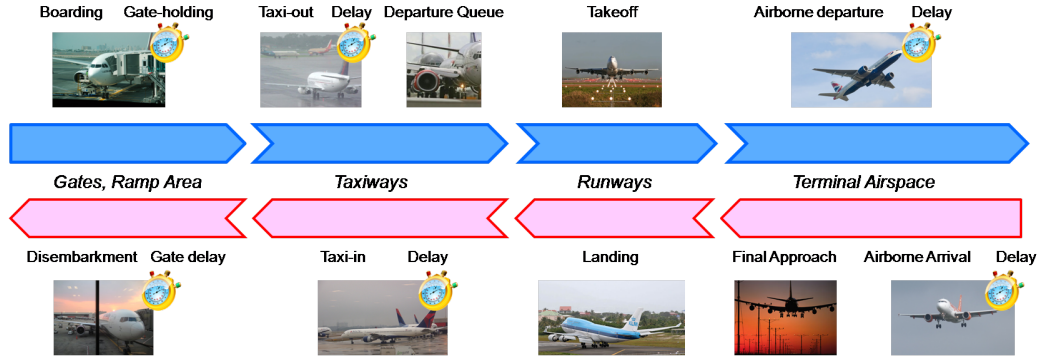 Boarding Gate-holding Taxi-out Delay Departure Queue Takeoff Airborne departure Delay
Gates, Ramp Area Taxiways Runways Terminal Airspace
Disembarkment Gate delay Taxi-in Delay Landing Final Approach Airborne Arrival Delay